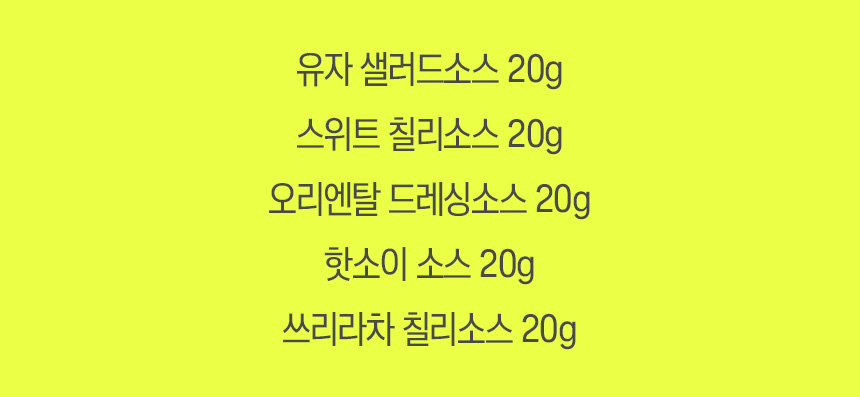 유자 샐러드소스 20g
스위트 칠리소스 20g
오리엔탈 드레싱소스 20g
핫소이 소스 20g
쓰리라차 칠리소스 20g